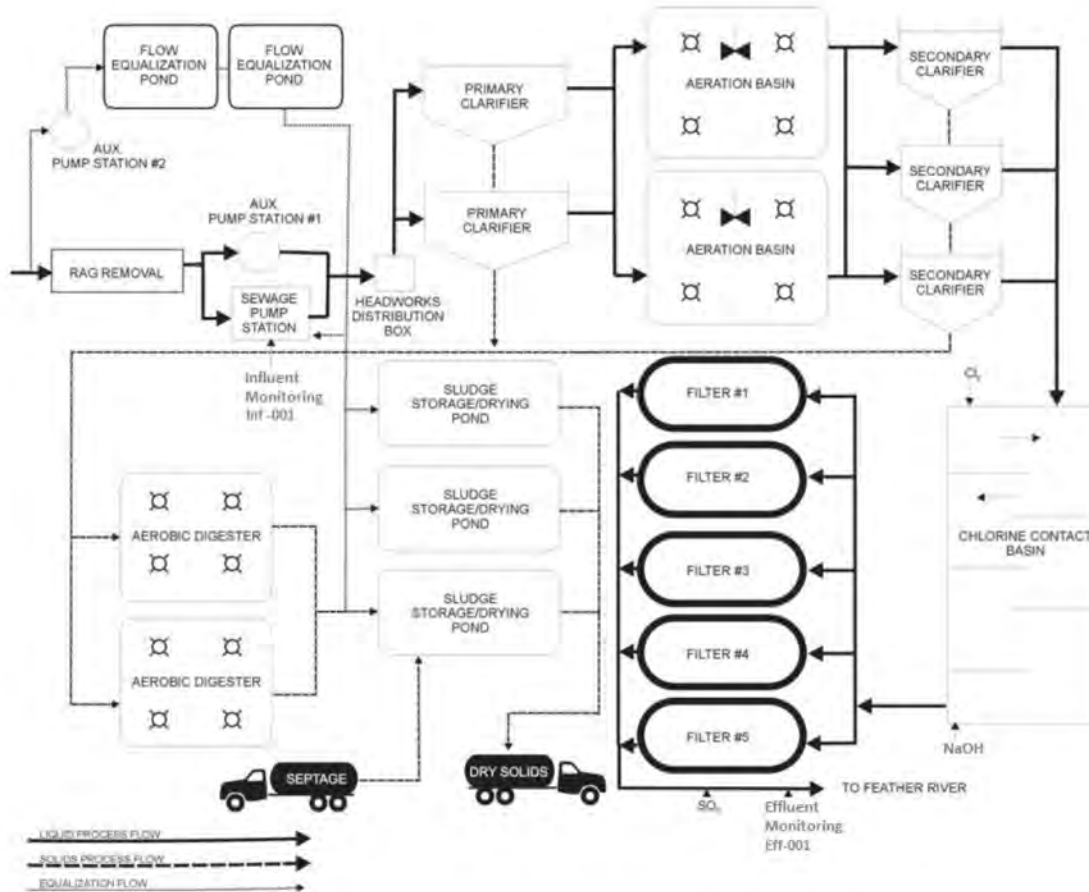 FLOW
EQUALIZATION
POND
FLOW
EQUALIZATION
POND
AUX
PUMP STATION #2
PRIMARY
CLARIFIER
PRIMARY
CLARIFIER
AERATION BASIN
AERATION BASIN
SECONDARY
CLARIFIER
SECONDARY
CLARIFIER
SECONDARY
CLARIFIER
AUX
PUMP STATION #1
RAG REMOVAL
SEWAGE
PUMP
STATION
HEADWORKS
DISTRIBUTION
BOX
Influent
Monitoring
Inf -001
SLUDGE
STORAGE/DRYING
POND
SLUDGE
STORAGE/DRYING
POND
SLUDGE
STORAGE/DRYING
POND
AEROBIC DIGESTER
AEROBIC DIGESTER
FILTER #1
FILTER #2
FILTER #3
FILTER #4
FILTER #5
CHLORINE CONTACT
BASIN
NaOH
SEPTAGE
DRY SOLIDS
TO FEATHER RIVER
Effluent
Monitoring
Eff-001
LIQUID PROCESS FLOW
SOLIDS PROCESS FLOW
EQUALIZATION FLOW